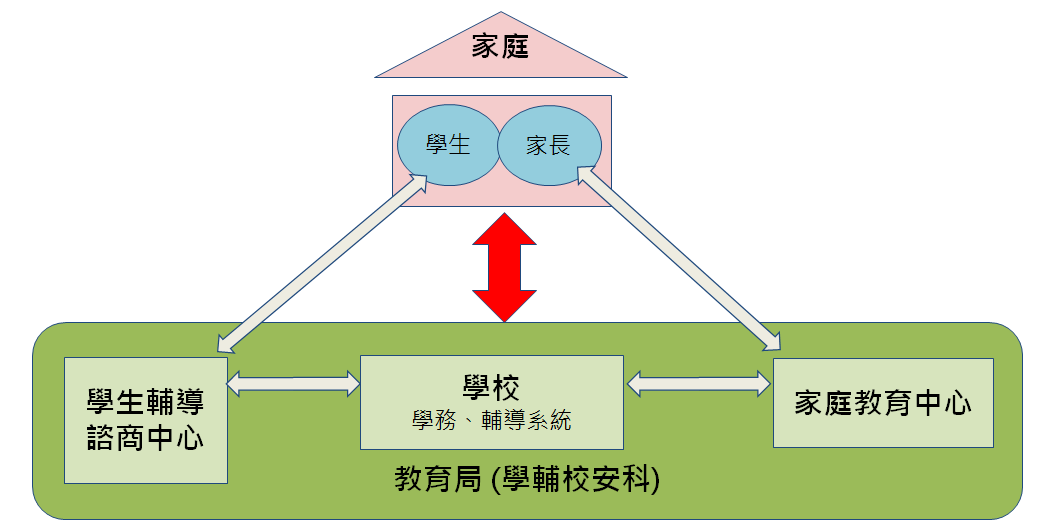 家庭
學生
家長
學生輔導
諮商中心
學校
學務、輔導系統
家庭教育中心
教育局 (學輔校安科)